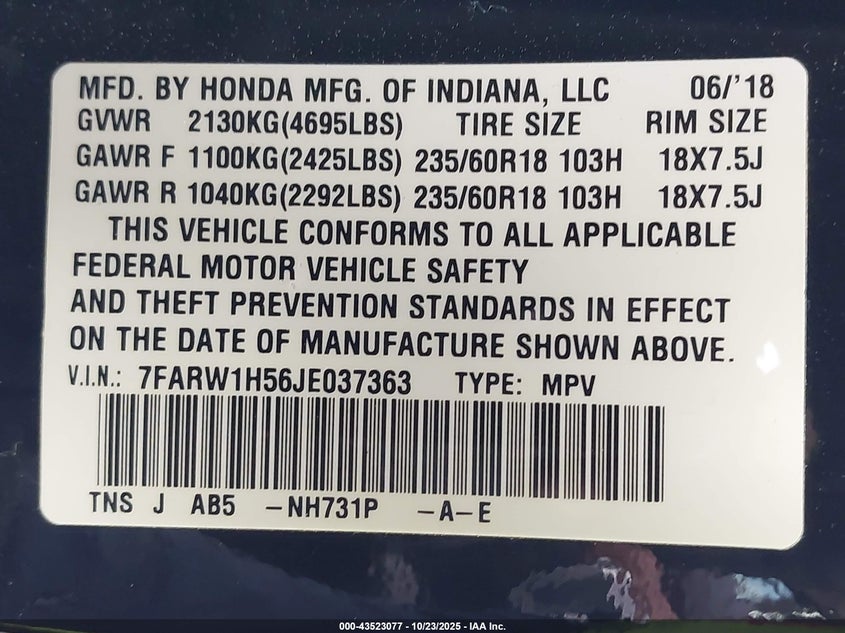 MFD. BY HONDA MFG. OF INDIANA, LLC 06/'18
GVWR 2130KG(4695LBS) TIRE SIZE RIM SIZE
GAWR F 1100KG(2425LBS) 235/60R18 103H 18X7.5J
GAWR R 1040KG(2292LBS) 235/60R18 103H 18X7.5J
THIS VEHICLE CONFORMS TO ALL APPLICABLE
FEDERAL MOTOR VEHICLE SAFETY
AND THEFT PREVENTION STANDARDS IN EFFECT
ON THE DATE OF MANUFACTURE SHOWN ABOVE.
V.I.N.: 7FARW1H56JE037363 TYPE: MPV
TNS J AB5 -NH731P -A-E
000-43523077 - 10/23/2025 - IAA Inc.